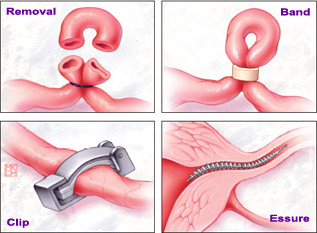 Removal
Band
Clip
Essure